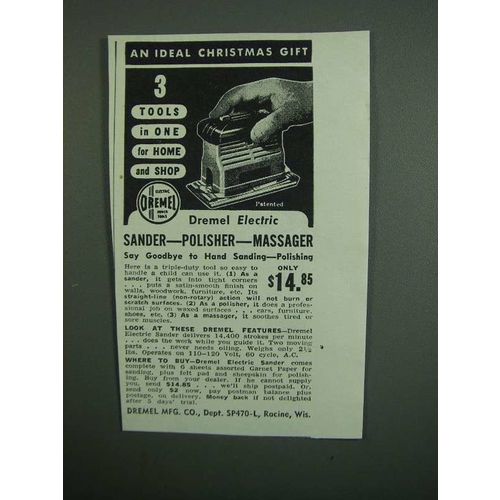 AN IDEAL CHRISTMAS GIFT
3
TOOLS
in ONE
for HOME
and SHOP
ELECTRIC
DREMEL
POWER TOOLS
Patented
Dremel Electric
SANDER—POLISHER—MASSAGER
Say Goodbye to Hand Sanding—Polishing
Here is a triple-duty tool so easy to
handle a child can use it. (1) As a
sander, it gets into tight corners
. . . puts a satin-smooth finish on
walls, woodwork, furniture, etc. Its
ONLY
$14.85
straight-line (non-rotary) action will not burn or
scratch surfaces. (2) As a polisher, it does a profes-
sional job on waxed surfaces . . . cars, furniture,
shoes, etc. (3) As a massager, it soothes tired or
sore muscles.
LOOK AT THESE DREMEL FEATURES—Dremel
Electric Sander delivers 14,400 strokes per minute
. . . does the work while you guide it. Two moving
parts . . . never needs oiling. Weighs only 2½
lbs. Operates on 110-120 Volt, 60 cycle, A.C.
WHERE TO BUY—Dremel Electric Sander comes
complete with 6 sheets assorted Garnet Paper for
sanding, plus felt pad and sheepskin for polish-
ing. Buy from your dealer. If he cannot supply
you, send $14.85 . . . we'll ship postpaid. Or,
send only $2 now, pay postman balance plus
postage, on delivery. Money back if not delighted
after 5 days' trial.
DREMEL MFG. CO., Dept. SP470-L, Racine, Wis.